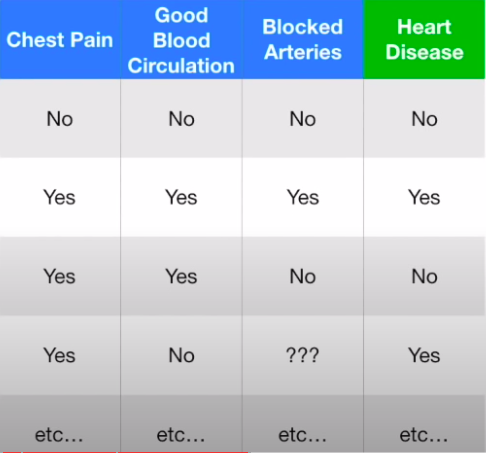 Chest Pain Good Blood Circulation Blocked Arteries Heart Disease
No No No No
Yes Yes Yes Yes
Yes Yes No No
Yes No ??? Yes
etc... etc... etc... etc...